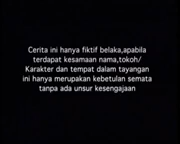 Cerita ini hanya fiktif belaka,apabila
terdapat kesamaan nama,tokoh/
Karakter dan tempat dalam tayangan
ini hanya merupakan kebetulan semata
tanpa ada unsur kesengajaan